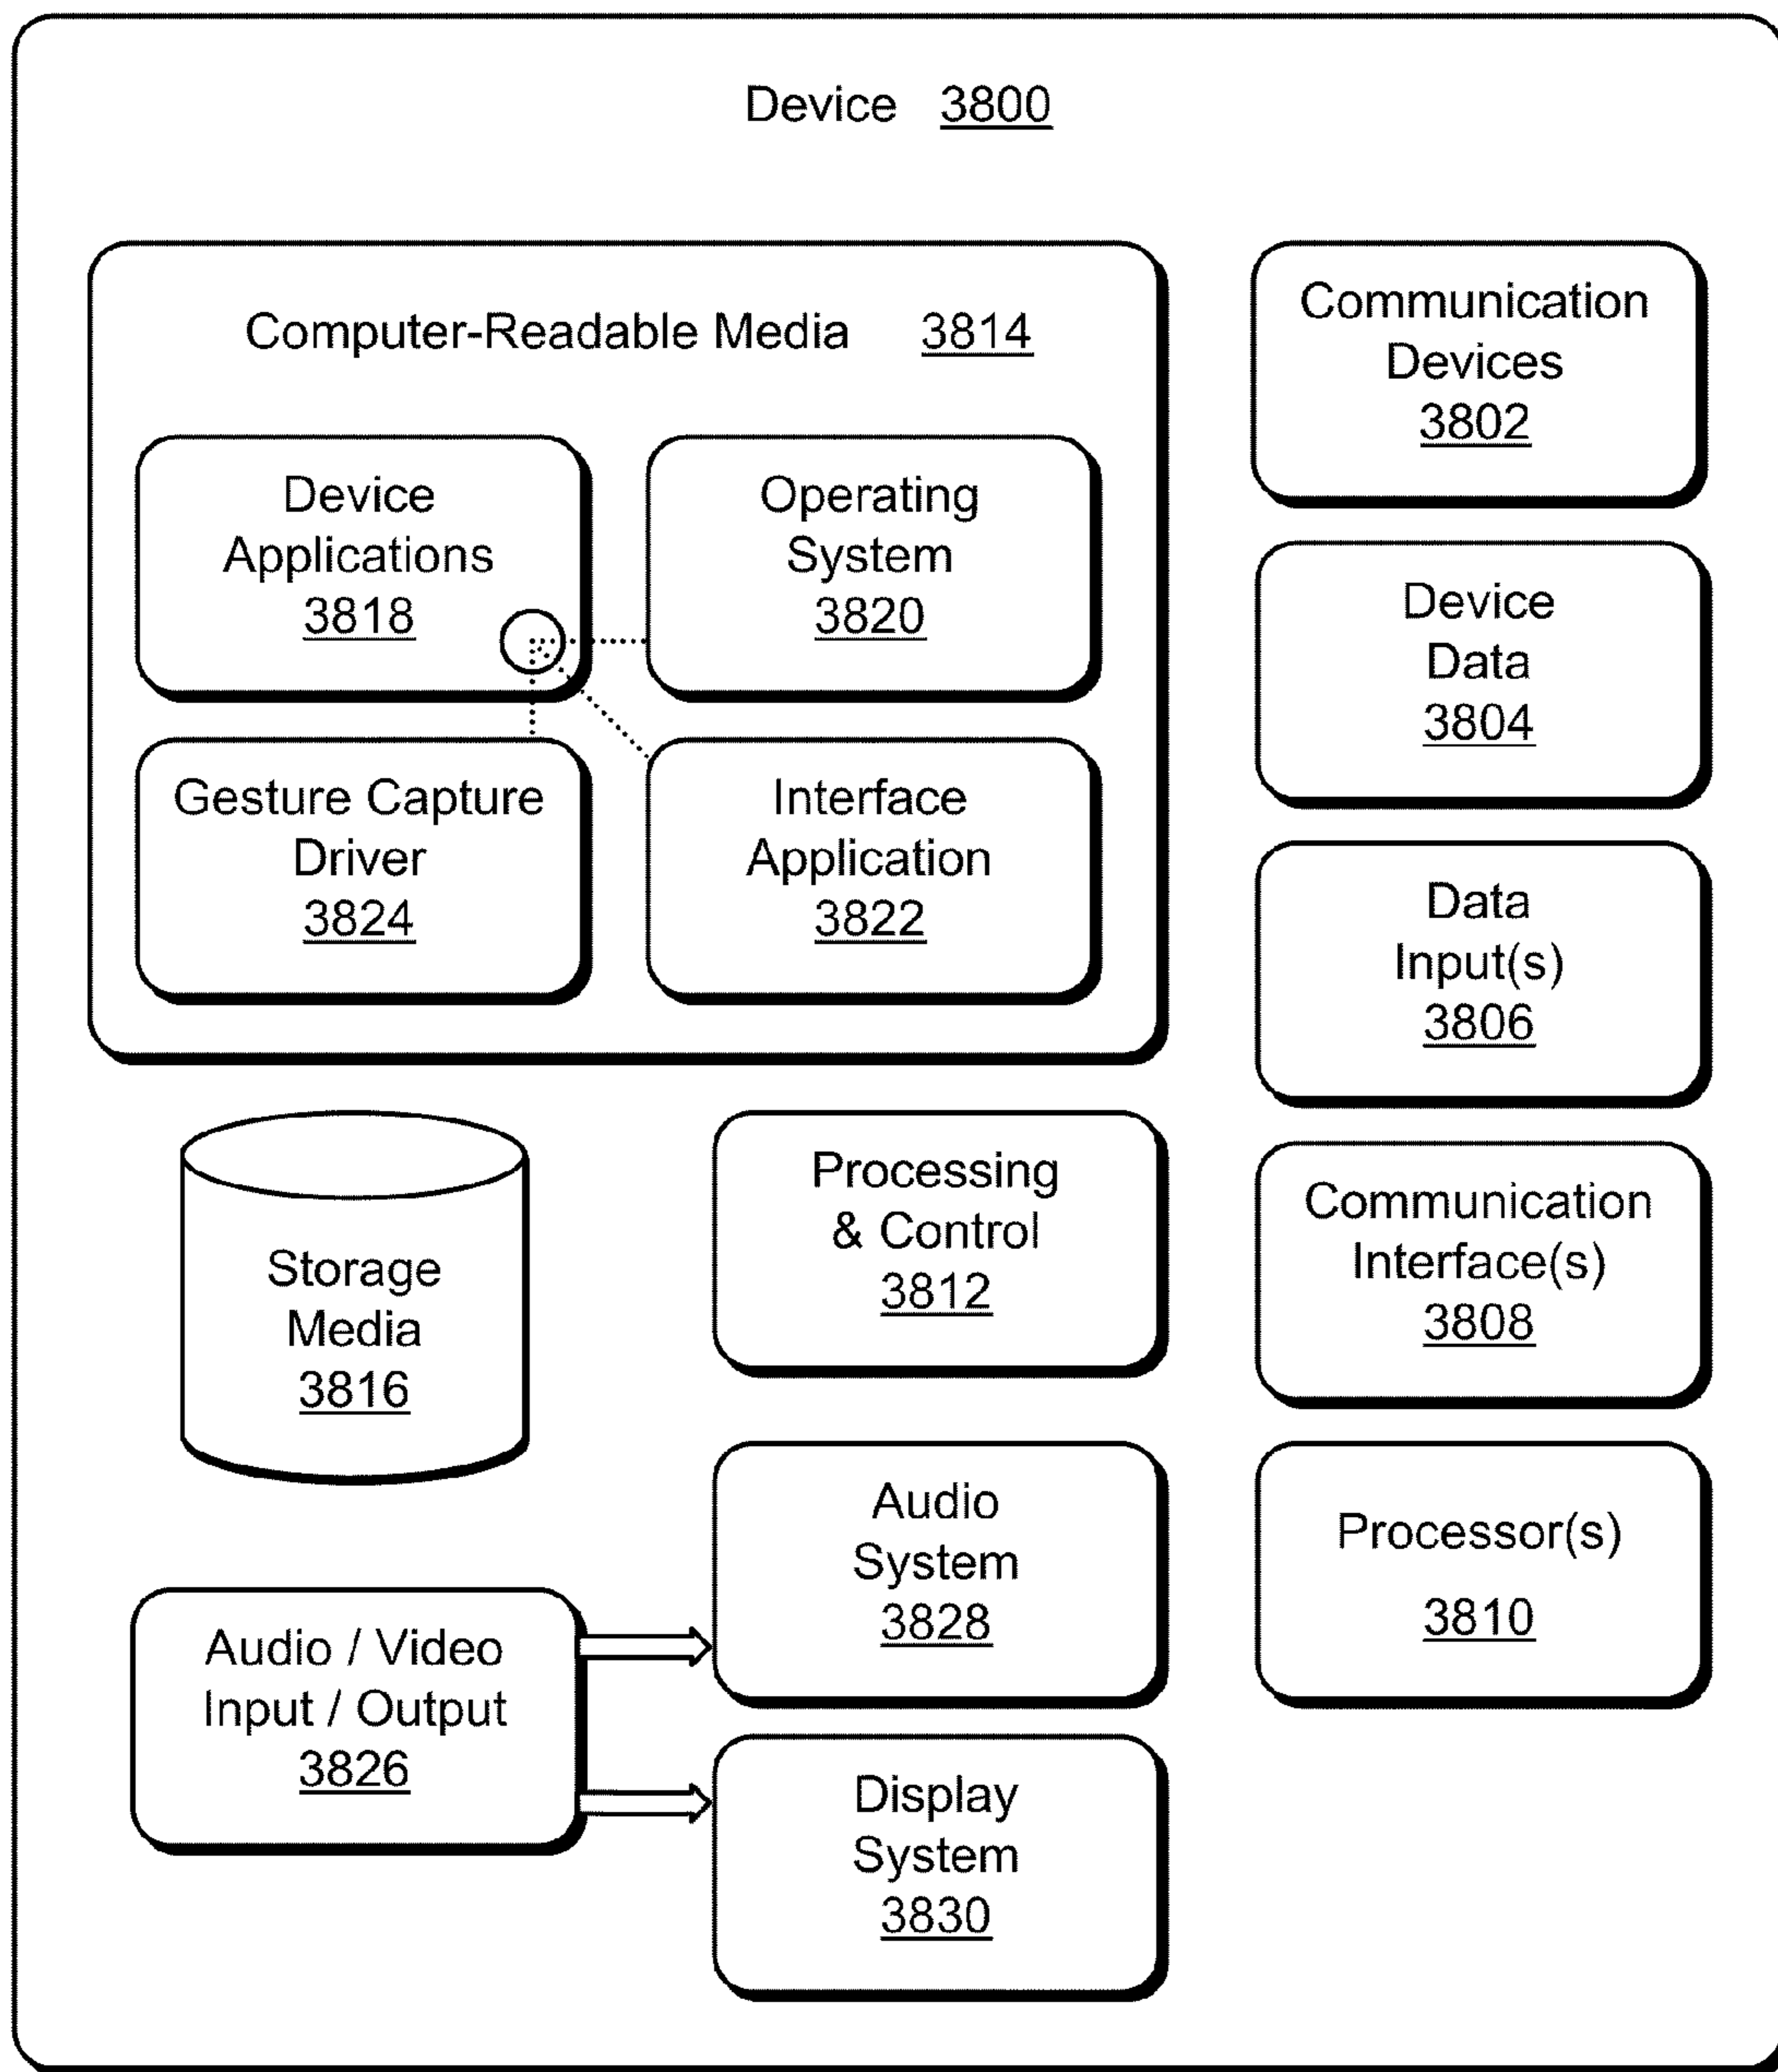 Device 3800
Computer-Readable Media 3814
Device
Applications
3818
Operating
System
3820
Gesture Capture
Driver
3824
Interface
Application
3822
Communication
Devices
3802
Device
Data
3804
Data
Input(s)
3806
Communication
Interface(s)
3808
Processor(s)
3810
Storage
Media
3816
Processing
& Control
3812
Audio / Video
Input / Output
3826
Audio
System
3828
Display
System
3830